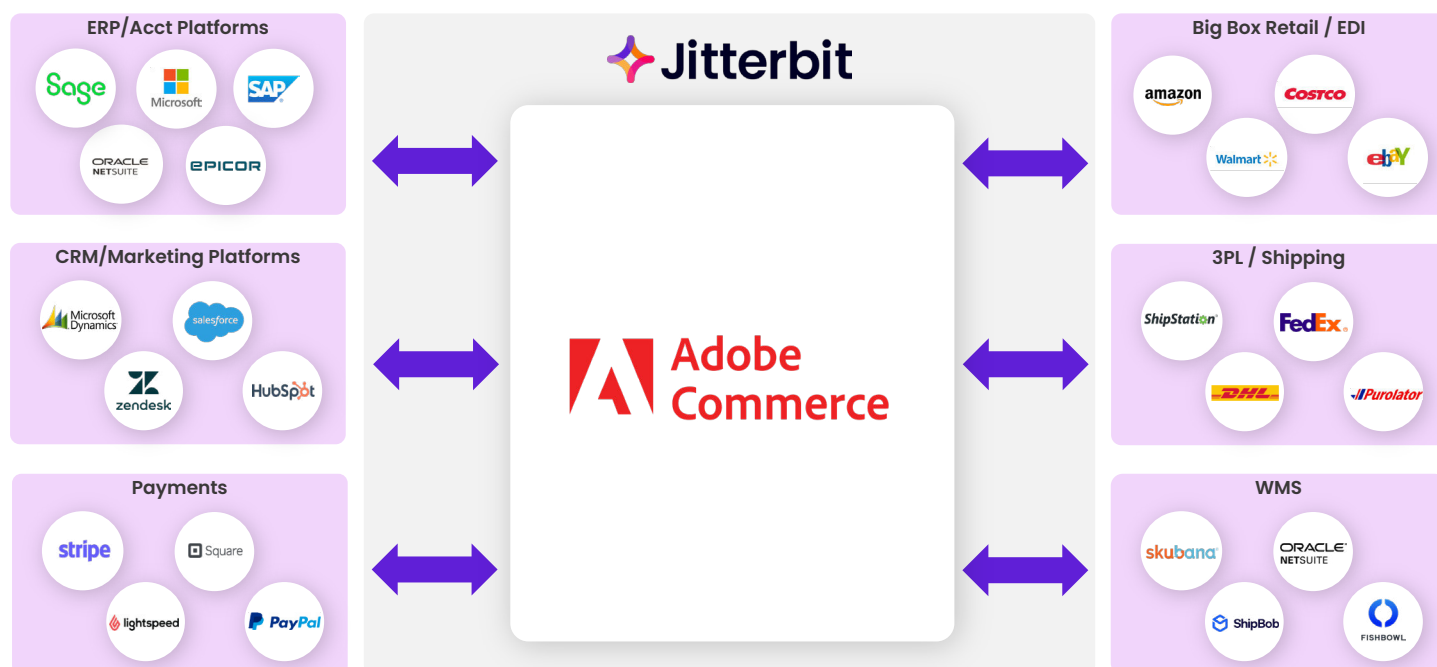 ERP/Acct Platforms
Sage
Microsoft
SAP
ORACLE
NETSUITE
EPICOR
CRM/Marketing Platforms
Microsoft
Dynamics
salesforce
zendesk
HubSpot
Payments
stripe
Square
lightspeed
PayPal
Jitterbit
Adobe
Commerce
Big Box Retail / EDI
amazon
COSTCO
Walmart
ebaY
3PL / Shipping
ShipStation
FedEx
DHL
Purolator
WMS
skubana
ORACLE
NETSUITE
ShipBob
FISHBOWL